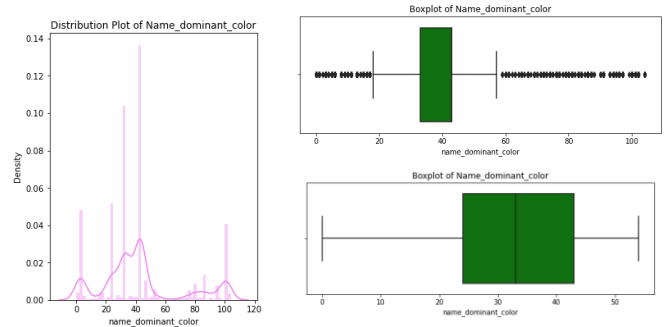 Distribution Plot of Name_dominant_color
0.14
0.12
0.10
0.08
0.06
0.04
0.02
0.00
Density
0 20 40 60 80 100 120
name_dominant_color
Boxplot of Name_dominant_color
0 20 40 60 80 100
name_dominant_color
Boxplot of Name_dominant_color
0 10 20 30 40 50
name_dominant_color